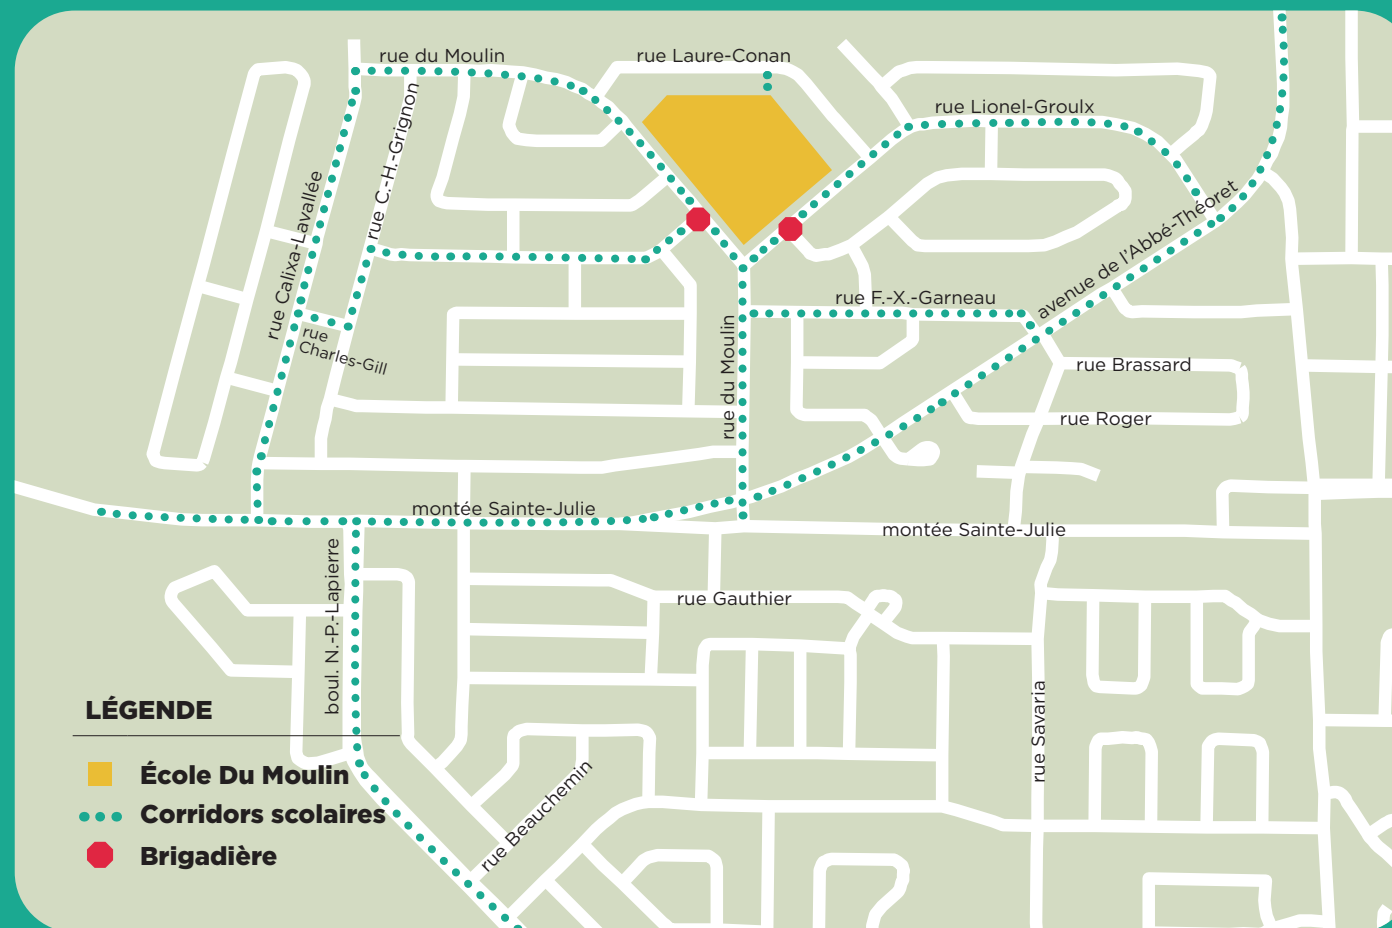 rue du Moulin
rue Laure-Conan
rue Lionel-Groulx
rue C.-H.-Grignon
rue Calixa-Lavallée
avenue de l'Abbé-Théoret
rue F.-X.-Garneau
rue
Charles-Gill
rue du Moulin
rue Brassard
rue Roger
montée Sainte-Julie
montée Sainte-Julie
boul. N.-P.-Lapierre
rue Gauthier
rue Savaria
rue Beauchemin
LÉGENDE
École Du Moulin
Corridors scolaires
Brigadière